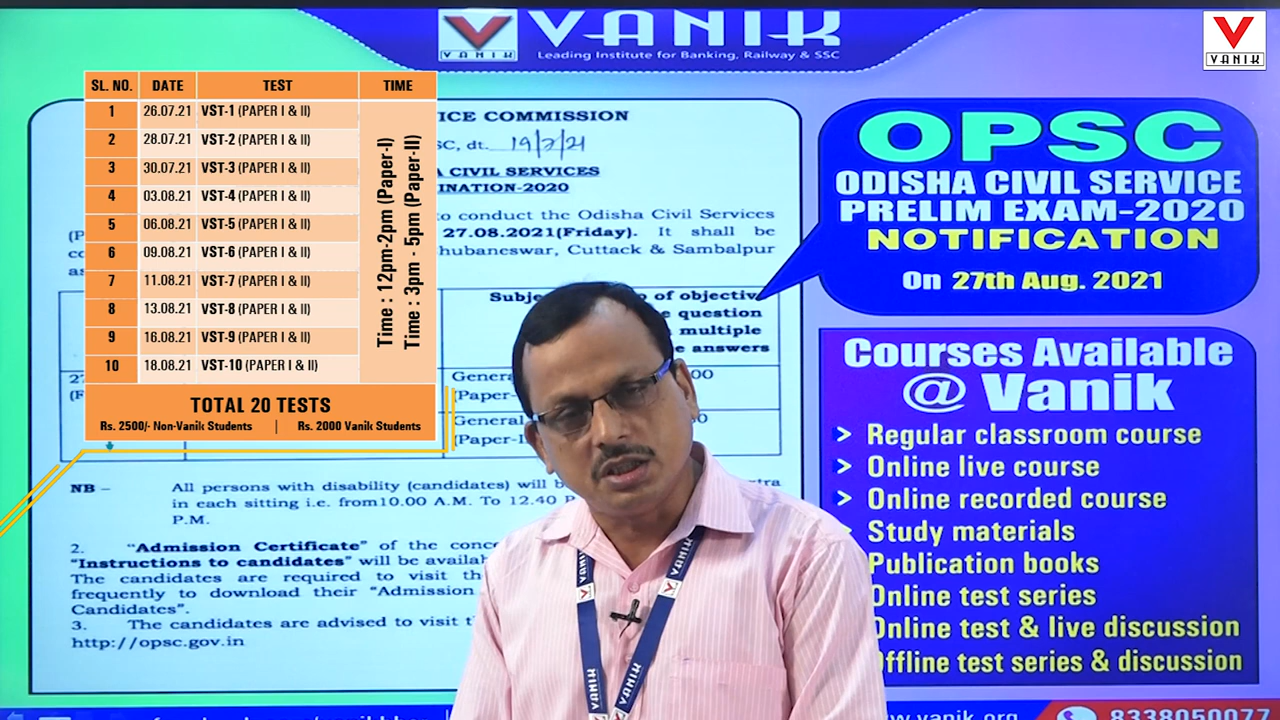 VANIK
VANIK
Leading Institute for Banking, Railway & SSC
VANIK
SL. NO. DATE TEST TIME
1 26.07.21 VST-1 (PAPER I & II)
2 28.07.21 VST-2 (PAPER I & II)
3 30.07.21 VST-3 (PAPER I & II)
4 03.08.21 VST-4 (PAPER I & II)
5 06.08.21 VST-5 (PAPER I & II)
6 09.08.21 VST-6 (PAPER I & II)
7 11.08.21 VST-7 (PAPER I & II)
8 13.08.21 VST-8 (PAPER I & II)
9 16.08.21 VST-9 (PAPER I & II)
10 18.08.21 VST-10 (PAPER I & II)
Time : 12pm-2pm (Paper-I)
Time : 3pm - 5pm (Paper-II)
TOTAL 20 TESTS
Rs. 2500/- Non-Vanik Students | Rs. 2000 Vanik Students
ICE COMMISSION
SC, dt. 19/7/21
A CIVIL SERVICES
INATION-2020
to conduct the Odisha Civil Services
27.08.2021(Friday). It shall be
hubaneswar, Cuttack & Sambalpur
of objective
question
multiple
answers
General
(Paper-
General
(Paper-I
NB – All persons with disability (candidates) will b
in each sitting i.e. from10.00 A.M. To 12.40 P
P.M.
2. “Admission Certificate” of the conce
“Instructions to candidates” will be availa
The candidates are required to visit th
frequently to download their “Admission
Candidates”.
3. The candidates are advised to visit t
http://opsc.gov.in
OPSC
ODISHA CIVIL SERVICE
PRELIM EXAM-2020
NOTIFICATION
On 27th Aug. 2021
Courses Available
@ Vanik
> Regular classroom course
> Online live course
> Online recorded course
> Study materials
Publication books
Online test series
Online test & live discussion
Offline test series & discussion
VANIK
VANIK
VANIK
www.vanik.org
8338050077